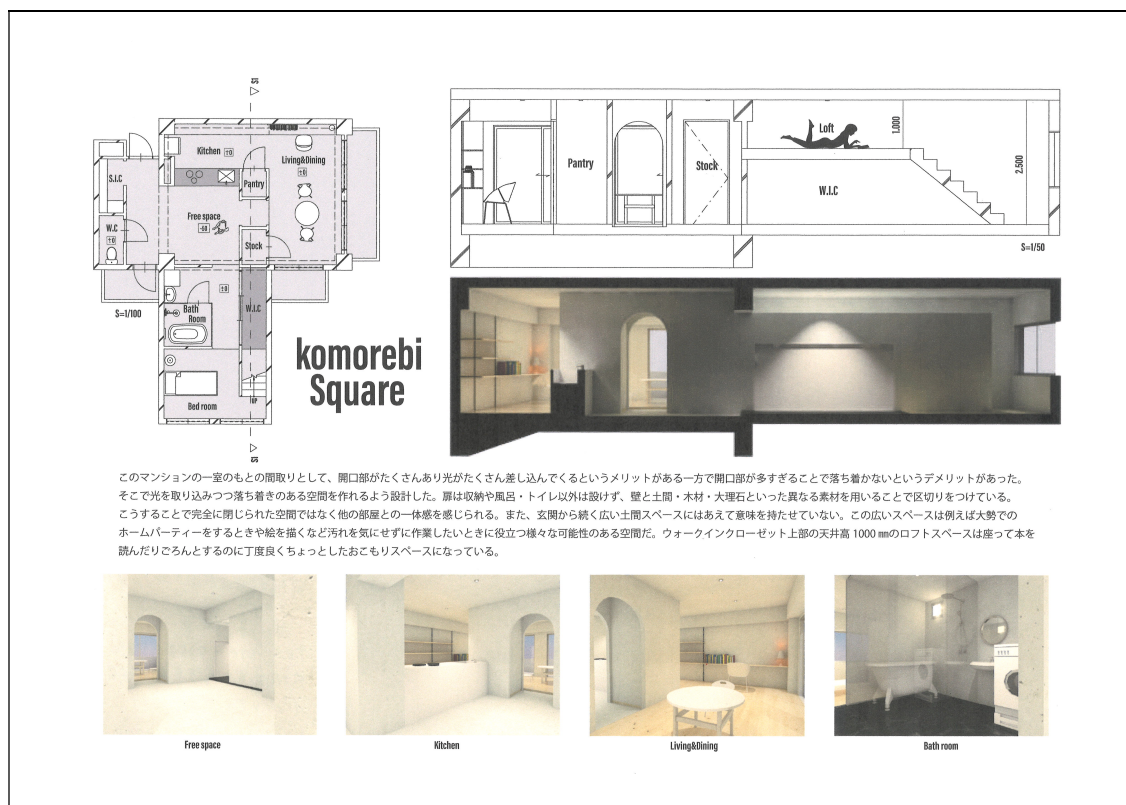 S1
Kitchen ±0
Living&Dining
±0
S.I.C
Pantry
Free space
-60
W.C
±0
Stock
±0
W.I.C
Bath
Room
S=1/100
Bed room
UP
S1
Pantry
Stock
Loft
1.000
W.I.C
2.500
S=1/50
komorebi
Square
このマンションの一室のもとの間取りとして、開口部がたくさんあり光がたくさん差し込んでくるというメリットがある一方で開口部が多すぎることで落ち着かないというデメリットがあった。
そこで光を取り込みつつ落ち着きのある空間を作れるよう設計した。扉は収納や風呂・トイレ以外は設けず、壁と土間・木材・大理石といった異なる素材を用いることで区切りをつけている。
こうすることで完全に閉じられた空間ではなく他の部屋との一体感を感じられる。また、玄関から続く広い土間スペースにはあえて意味を持たせていない。この広いスペースは例えば大勢での
ホームパーティーをするときや絵を描くなど汚れを気にせずに作業したいときに役立つ様々な可能性のある空間だ。ウォークインクローゼット上部の天井高 1000 ㎜のロフトスペースは座って本を
読んだりごろんとするのに丁度良くちょっとしたおこもりスペースになっている。
Free space
Kitchen
Living&Dining
Bath room